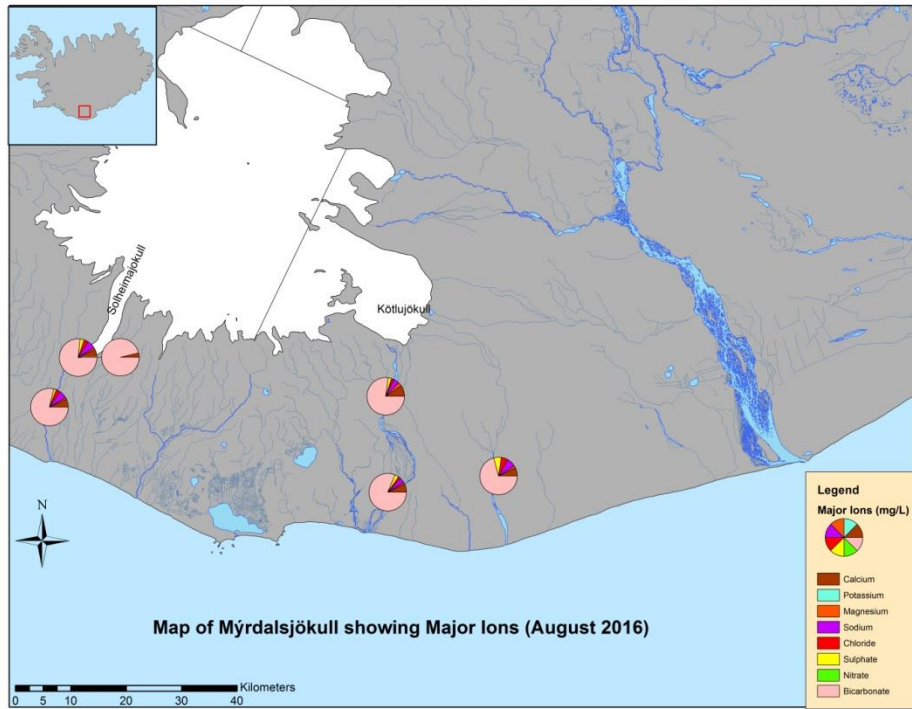 Solheimajokull
Kötlujökull
N
Map of Mýrdalsjökull showing Major Ions (August 2016)
Kilometers
0 5 10 20 30 40
Legend
Major Ions (mg/L)
Calcium
Potassium
Magnesium
Sodium
Chloride
Sulphate
Nitrate
Bicarbonate